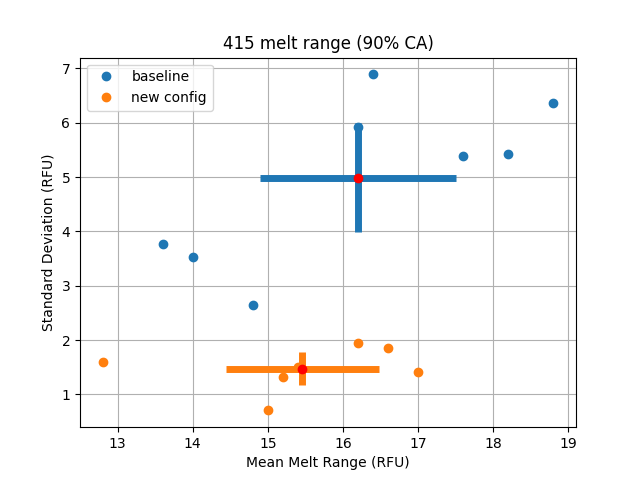 415 melt range (90% CA)
baseline
new config
7
6
5
4
3
2
1
Standard Deviation (RFU)
13 14 15 16 17 18 19
Mean Melt Range (RFU)